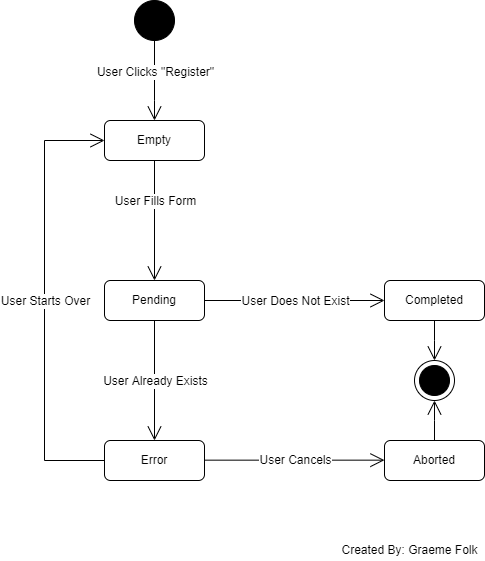 User Clicks "Register"
Empty
User Fills Form
User Starts Over
Pending
User Does Not Exist
Completed
User Already Exists
Error
User Cancels
Aborted
Created By: Graeme Folk